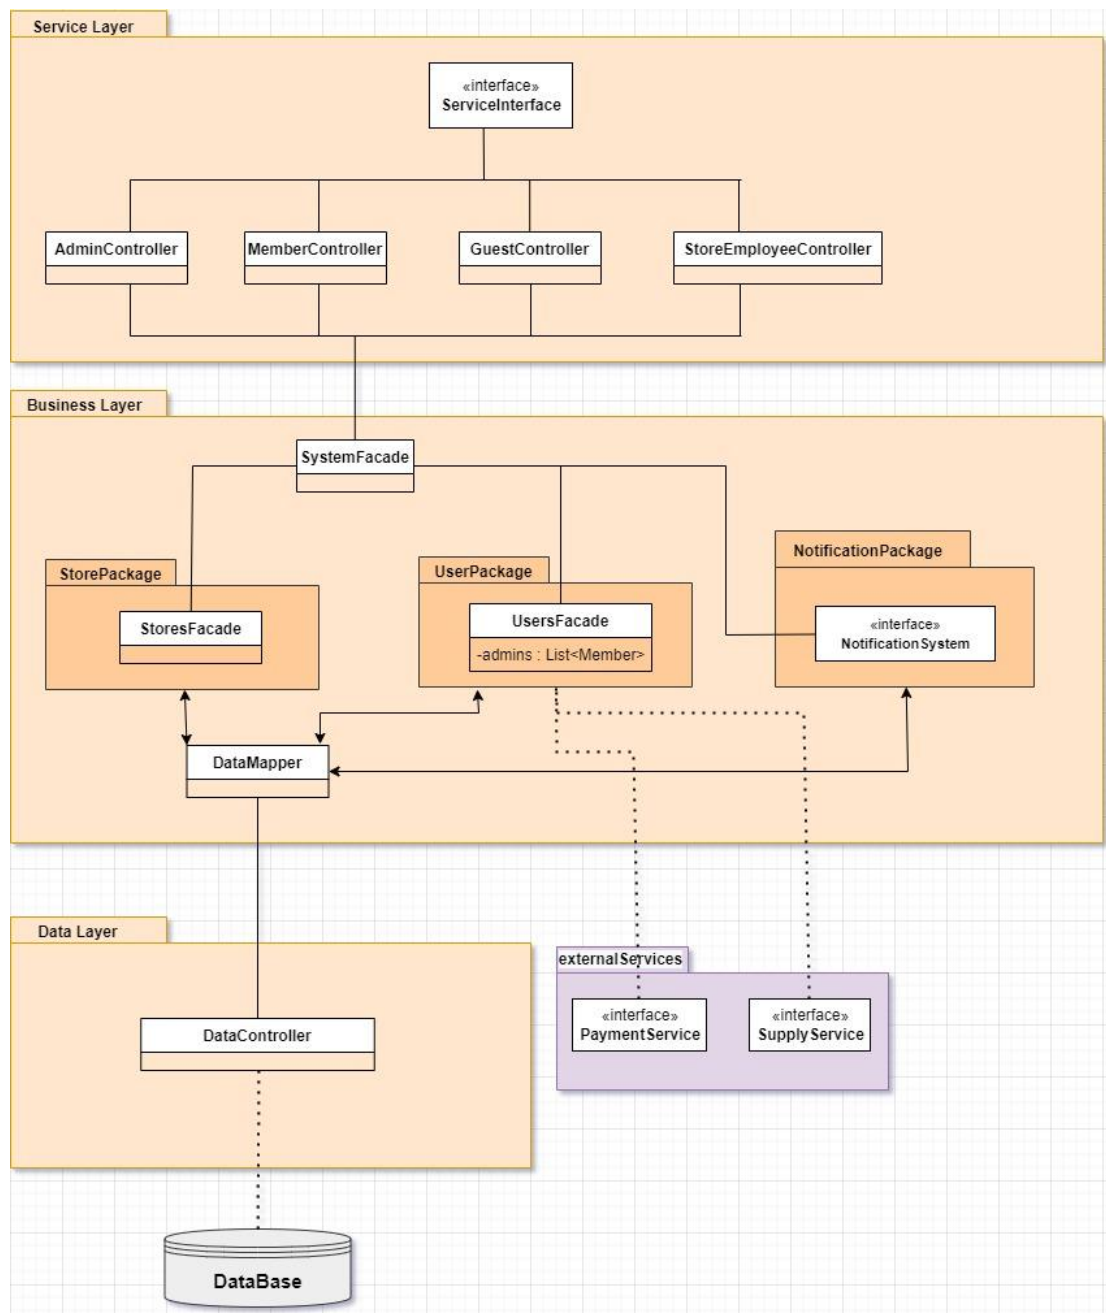 Service Layer
«interface»
ServiceInterface
AdminController
MemberController
GuestController
StoreEmployeeController
Business Layer
SystemFacade
StorePackage
StoresFacade
UserPackage
UsersFacade
-admins : List<Member>
NotificationPackage
«interface»
NotificationSystem
DataMapper
Data Layer
DataController
externalServices
«interface»
PaymentService
«interface»
SupplyService
DataBase